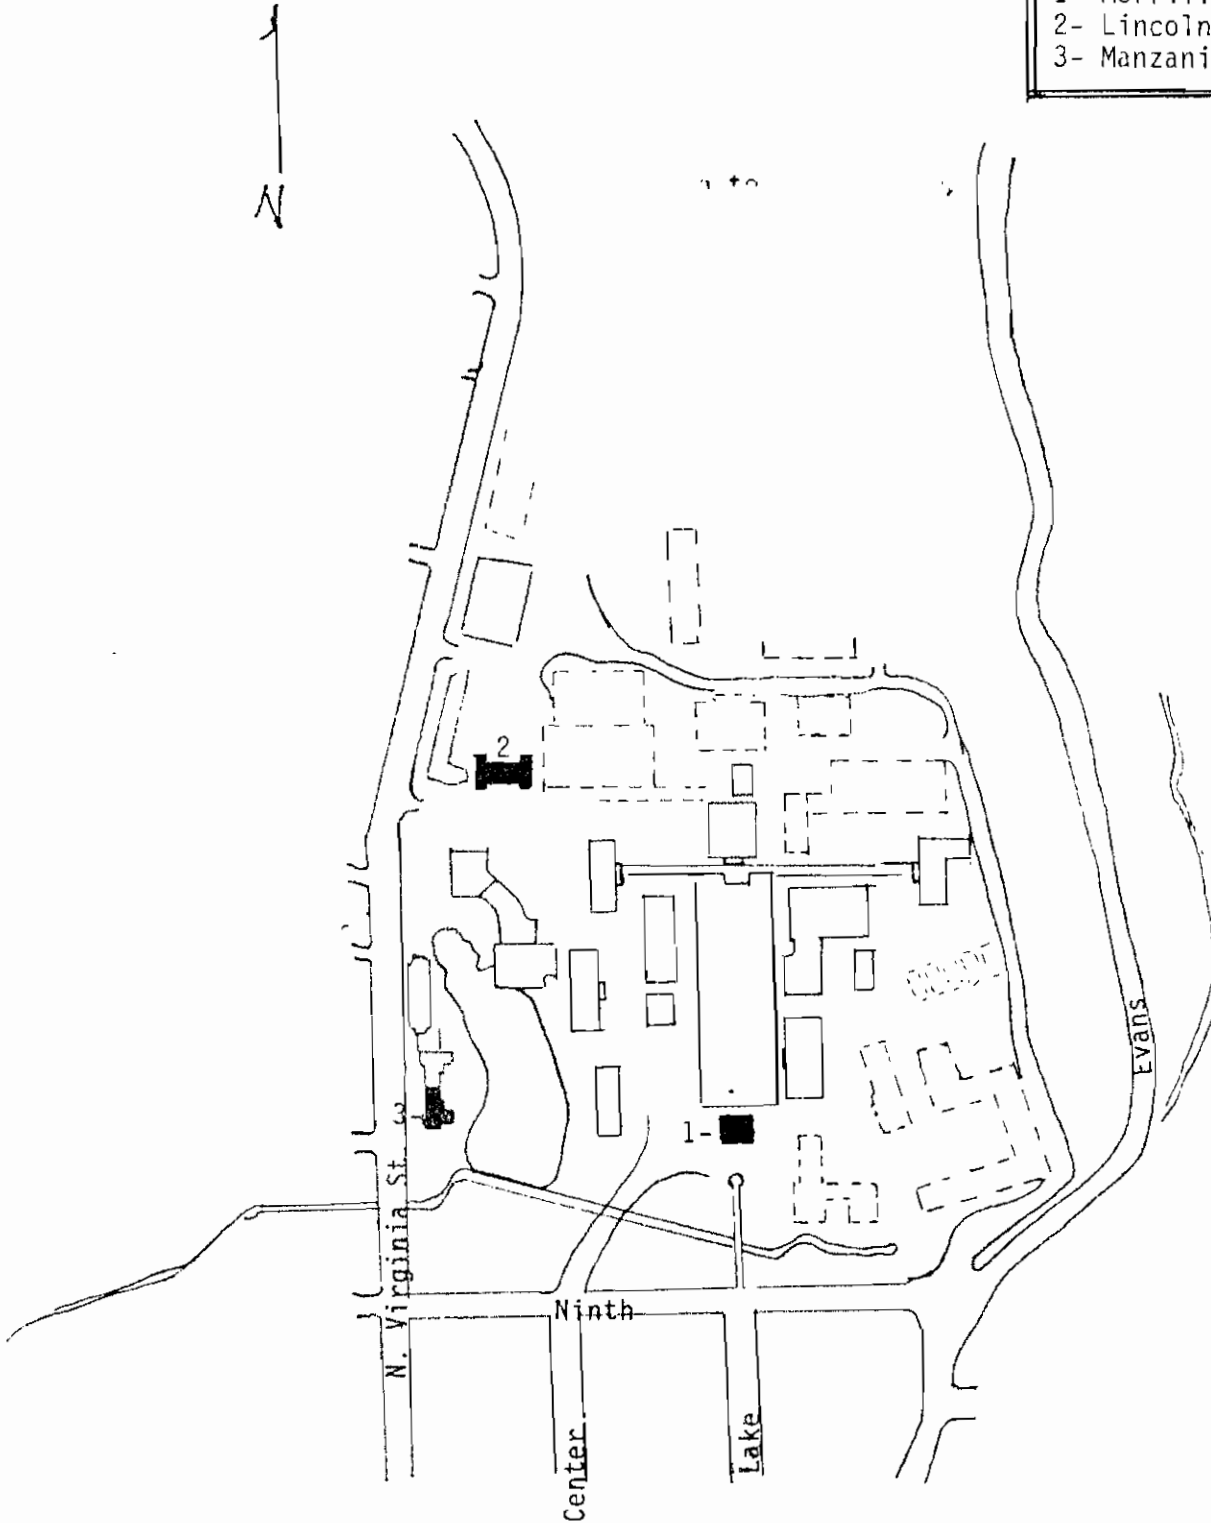 2- Lincoln
3- Manzani
N
2
3
1-
Evans
N. Virginia St.
Ninth
Center
Lake